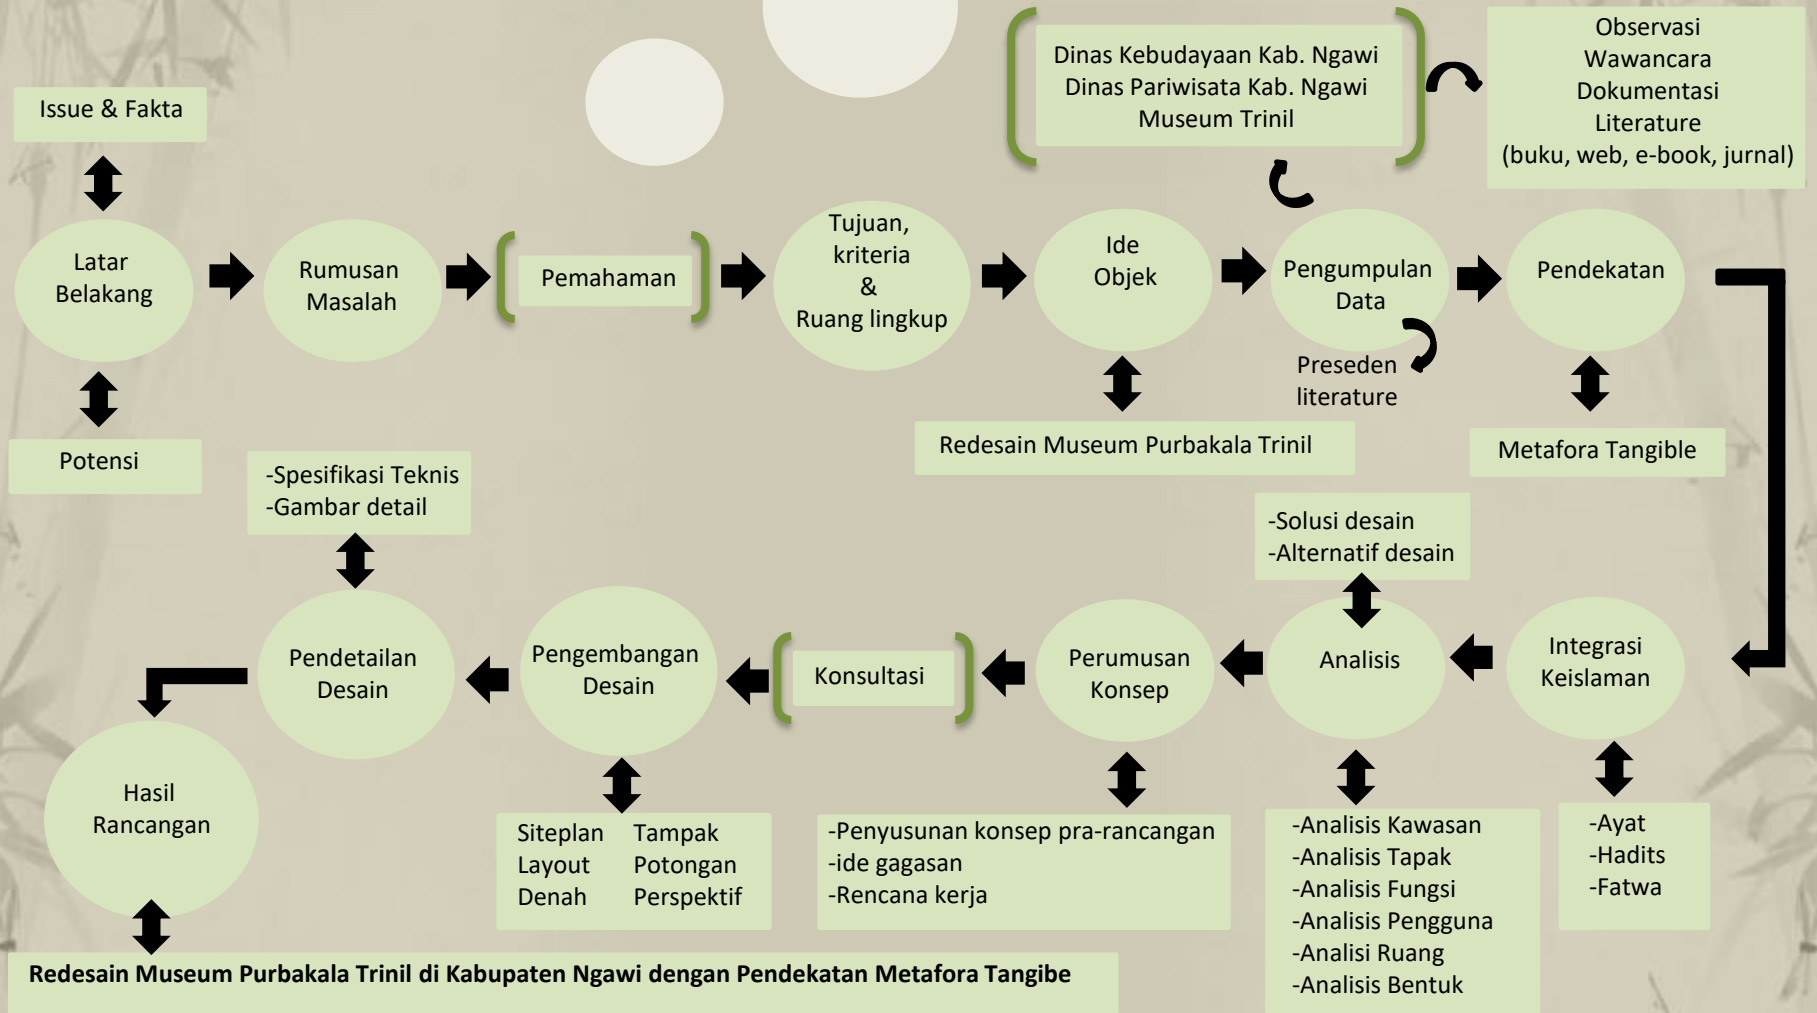 Dinas Kebudayaan Kab. Ngawi
Dinas Pariwisata Kab. Ngawi
Museum Trinil
Observasi
Wawancara
Dokumentasi
Literature
(buku, web, e-book, jurnal)
Issue & Fakta
Latar
Belakang
Rumusan
Masalah
Pemahaman
Tujuan,
kriteria
&
Ruang lingkup
Ide
Objek
Pengumpulan
Data
Pendekatan
Preseden
literature
Potensi
Redesain Museum Purbakala Trinil
Metafora Tangible
-Spesifikasi Teknis
-Gambar detail
-Solusi desain
-Alternatif desain
Integrasi
Keislaman
Analisis
Perumusan
Konsep
Konsultasi
Pengembangan
Desain
Pendetailan
Desain
Hasil
Rancangan
Siteplan Tampak
Layout Potongan
Denah Perspektif
-Penyusunan konsep pra-rancangan
-ide gagasan
-Rencana kerja
-Analisis Kawasan
-Analisis Tapak
-Analisis Fungsi
-Analisis Pengguna
-Analisi Ruang
-Analisis Bentuk
-Ayat
-Hadits
-Fatwa
Redesain Museum Purbakala Trinil di Kabupaten Ngawi dengan Pendekatan Metafora Tangibe